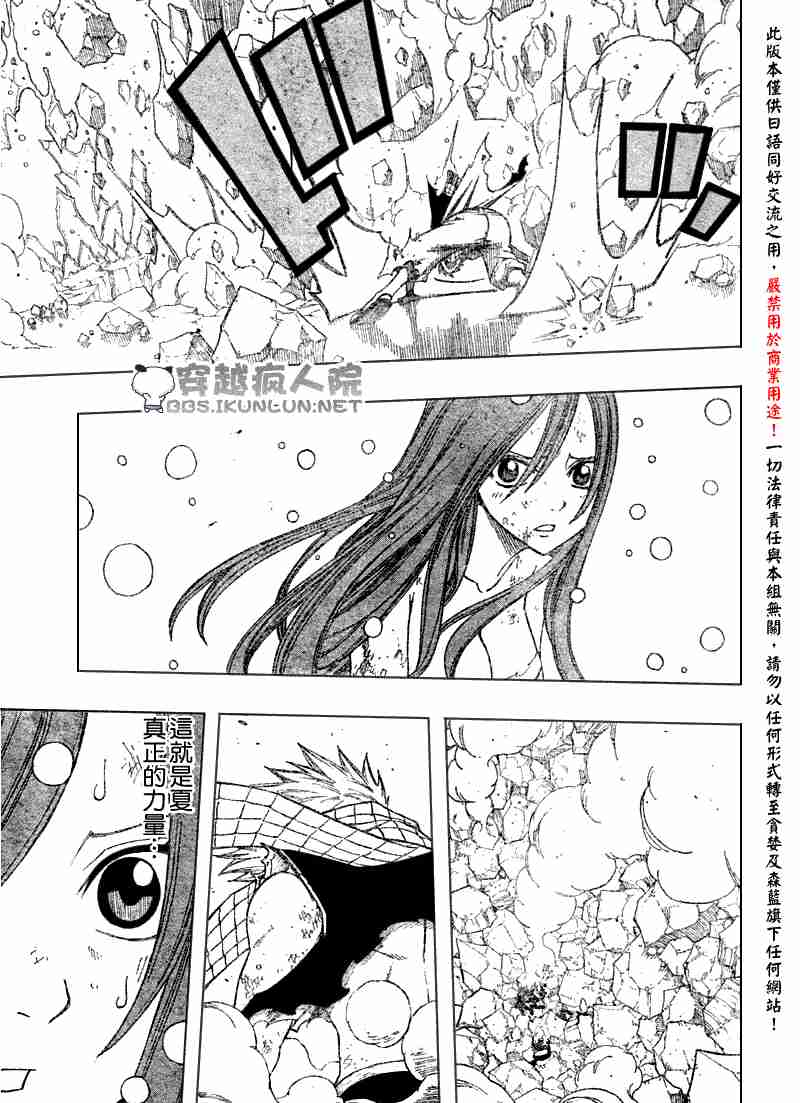 此版本僅供日語同好交流之用，嚴禁用於商業用途！一切法律責任與本組無關，請勿以任何形式轉至貪婪及森藍旗下任何網站！
穿越疯人院
BBS.IKUNLUN.NET
這就是夏
真正的力量…